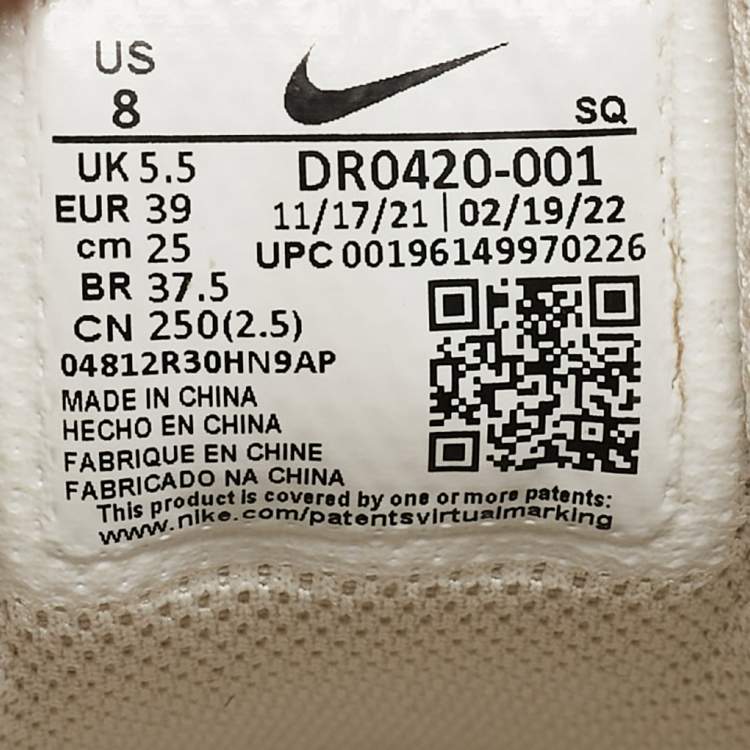 US
8
SQ
UK 5.5
EUR 39
cm 25
BR 37.5
CN 250(2.5)
DR0420-001
11/17/21 | 02/19/22
UPC 00196149970226
04812R30HN9AP
MADE IN CHINA
HECHO EN CHINA
FABRIQUE EN CHINE
FABRICADO NA CHINA
This product is covered by one or more patents:
www.nike.com/patentsvirtualmarking